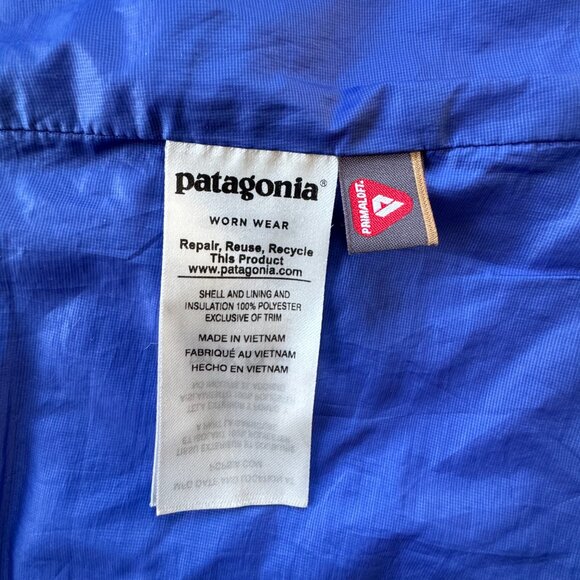 patagonia®
WORN WEAR
Repair, Reuse, Recycle
This Product
www.patagonia.com
SHELL AND LINING AND
INSULATION 100% POLYESTER
EXCLUSIVE OF TRIM
MADE IN VIETNAM
FABRIQUÉ AU VIETNAM
HECHO EN VIETNAM
PRIMALOFT®